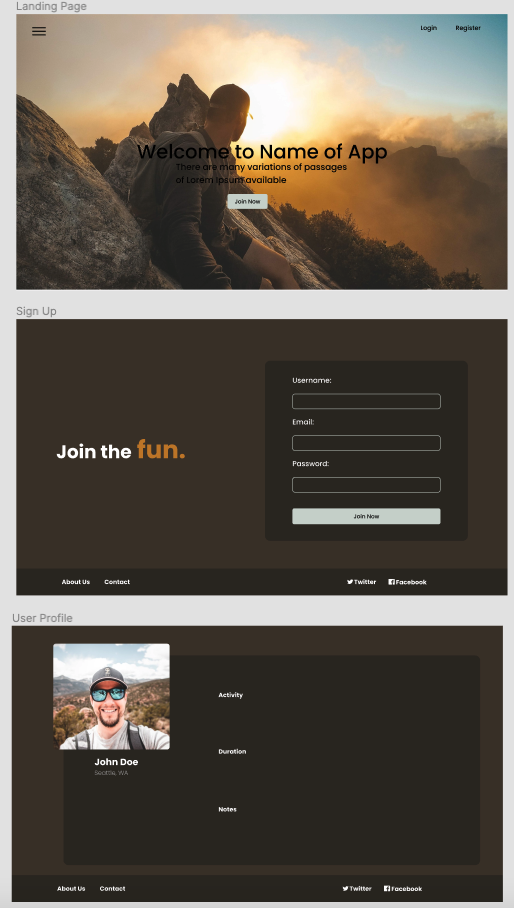 Landing Page
Login Register
Welcome to Name of App
There are many variations of passages
of Lorem Ipsum available
Join Now
Sign Up
Username:
Email:
Join the fun.
Password:
Join Now
About Us Contact Twitter Facebook
User Profile
Activity
Duration
John Doe
Seattle, WA
Notes
About Us Contact Twitter Facebook